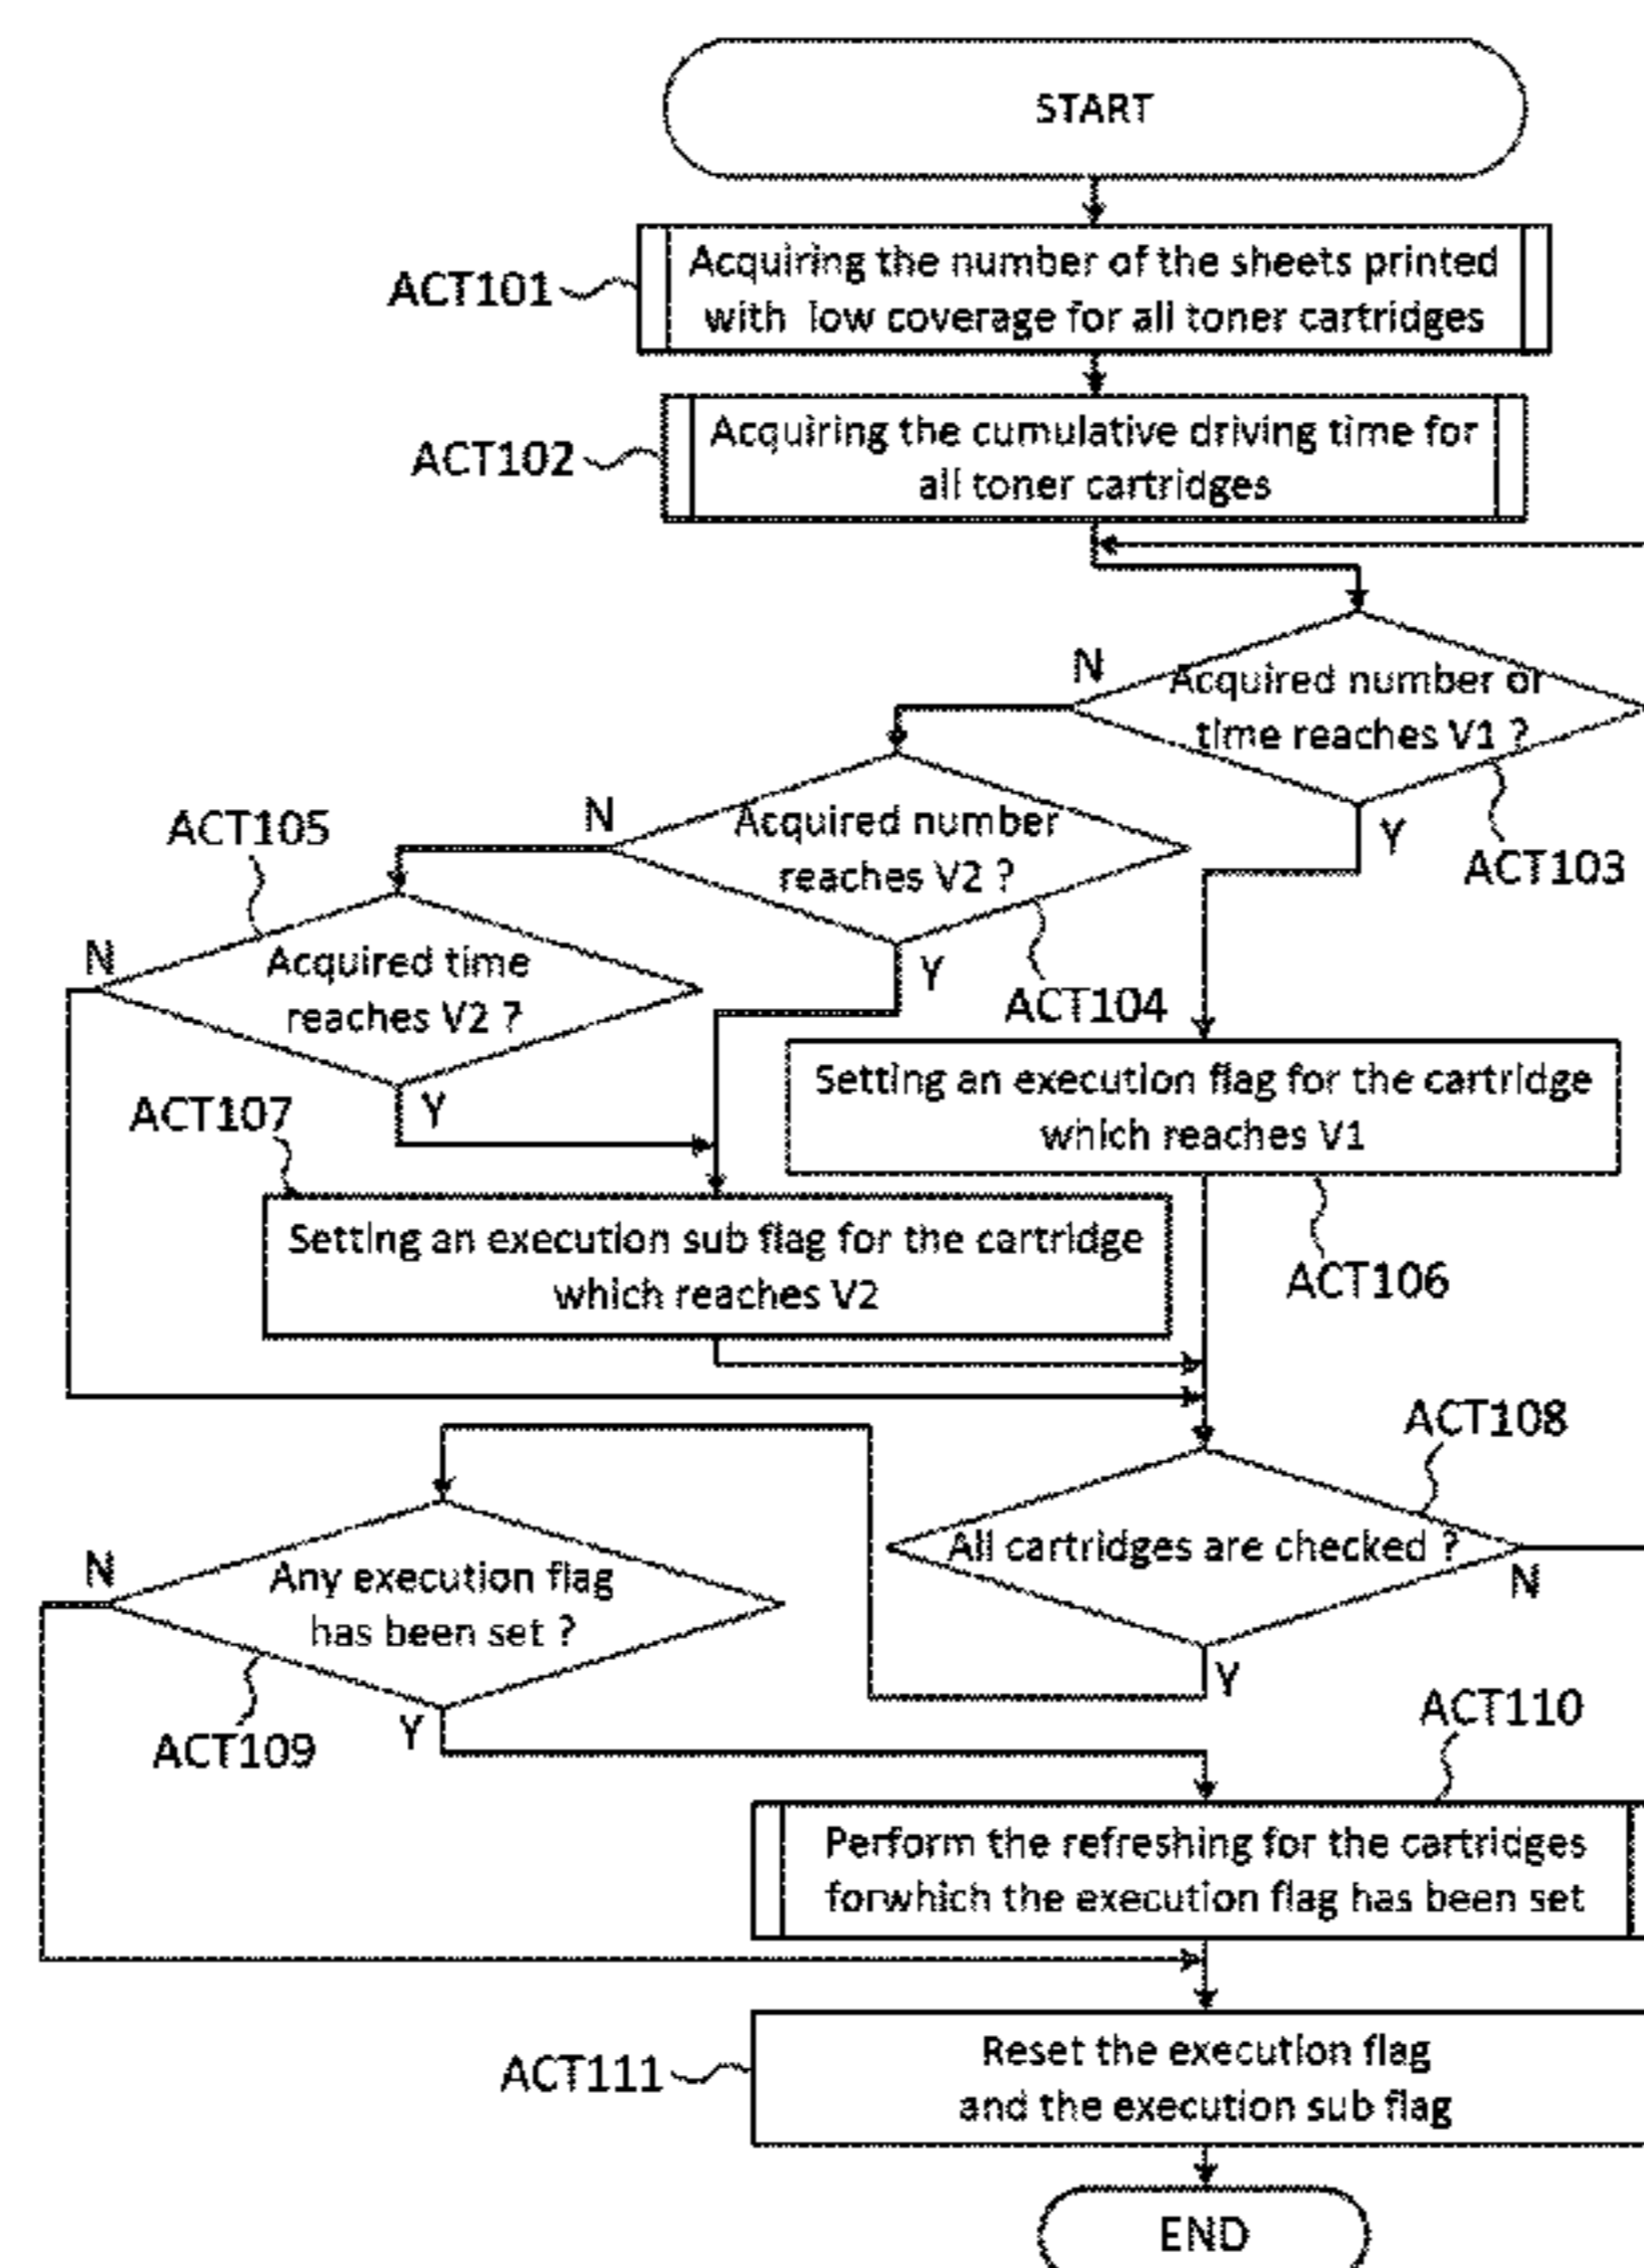 START
ACT101
Acquiring the number of the sheets printed
with low coverage for all toner cartridges
ACT102
Acquiring the cumulative driving time for
all toner cartridges
N
Acquired number or
time reaches V1 ?
Y
ACT103
N
Acquired number
reaches V2 ?
Y
ACT104
ACT105
N
Acquired time
reaches V2 ?
Y
Setting an execution flag for the cartridge
which reaches V1
ACT106
ACT107
Setting an execution sub flag for the cartridge
which reaches V2
ACT108
All cartridges are checked ?
N
Y
N
Any execution flag
has been set ?
Y
ACT109
ACT110
Perform the refreshing for the cartridges
forwhich the execution flag has been set
ACT111
Reset the execution flag
and the execution sub flag
END